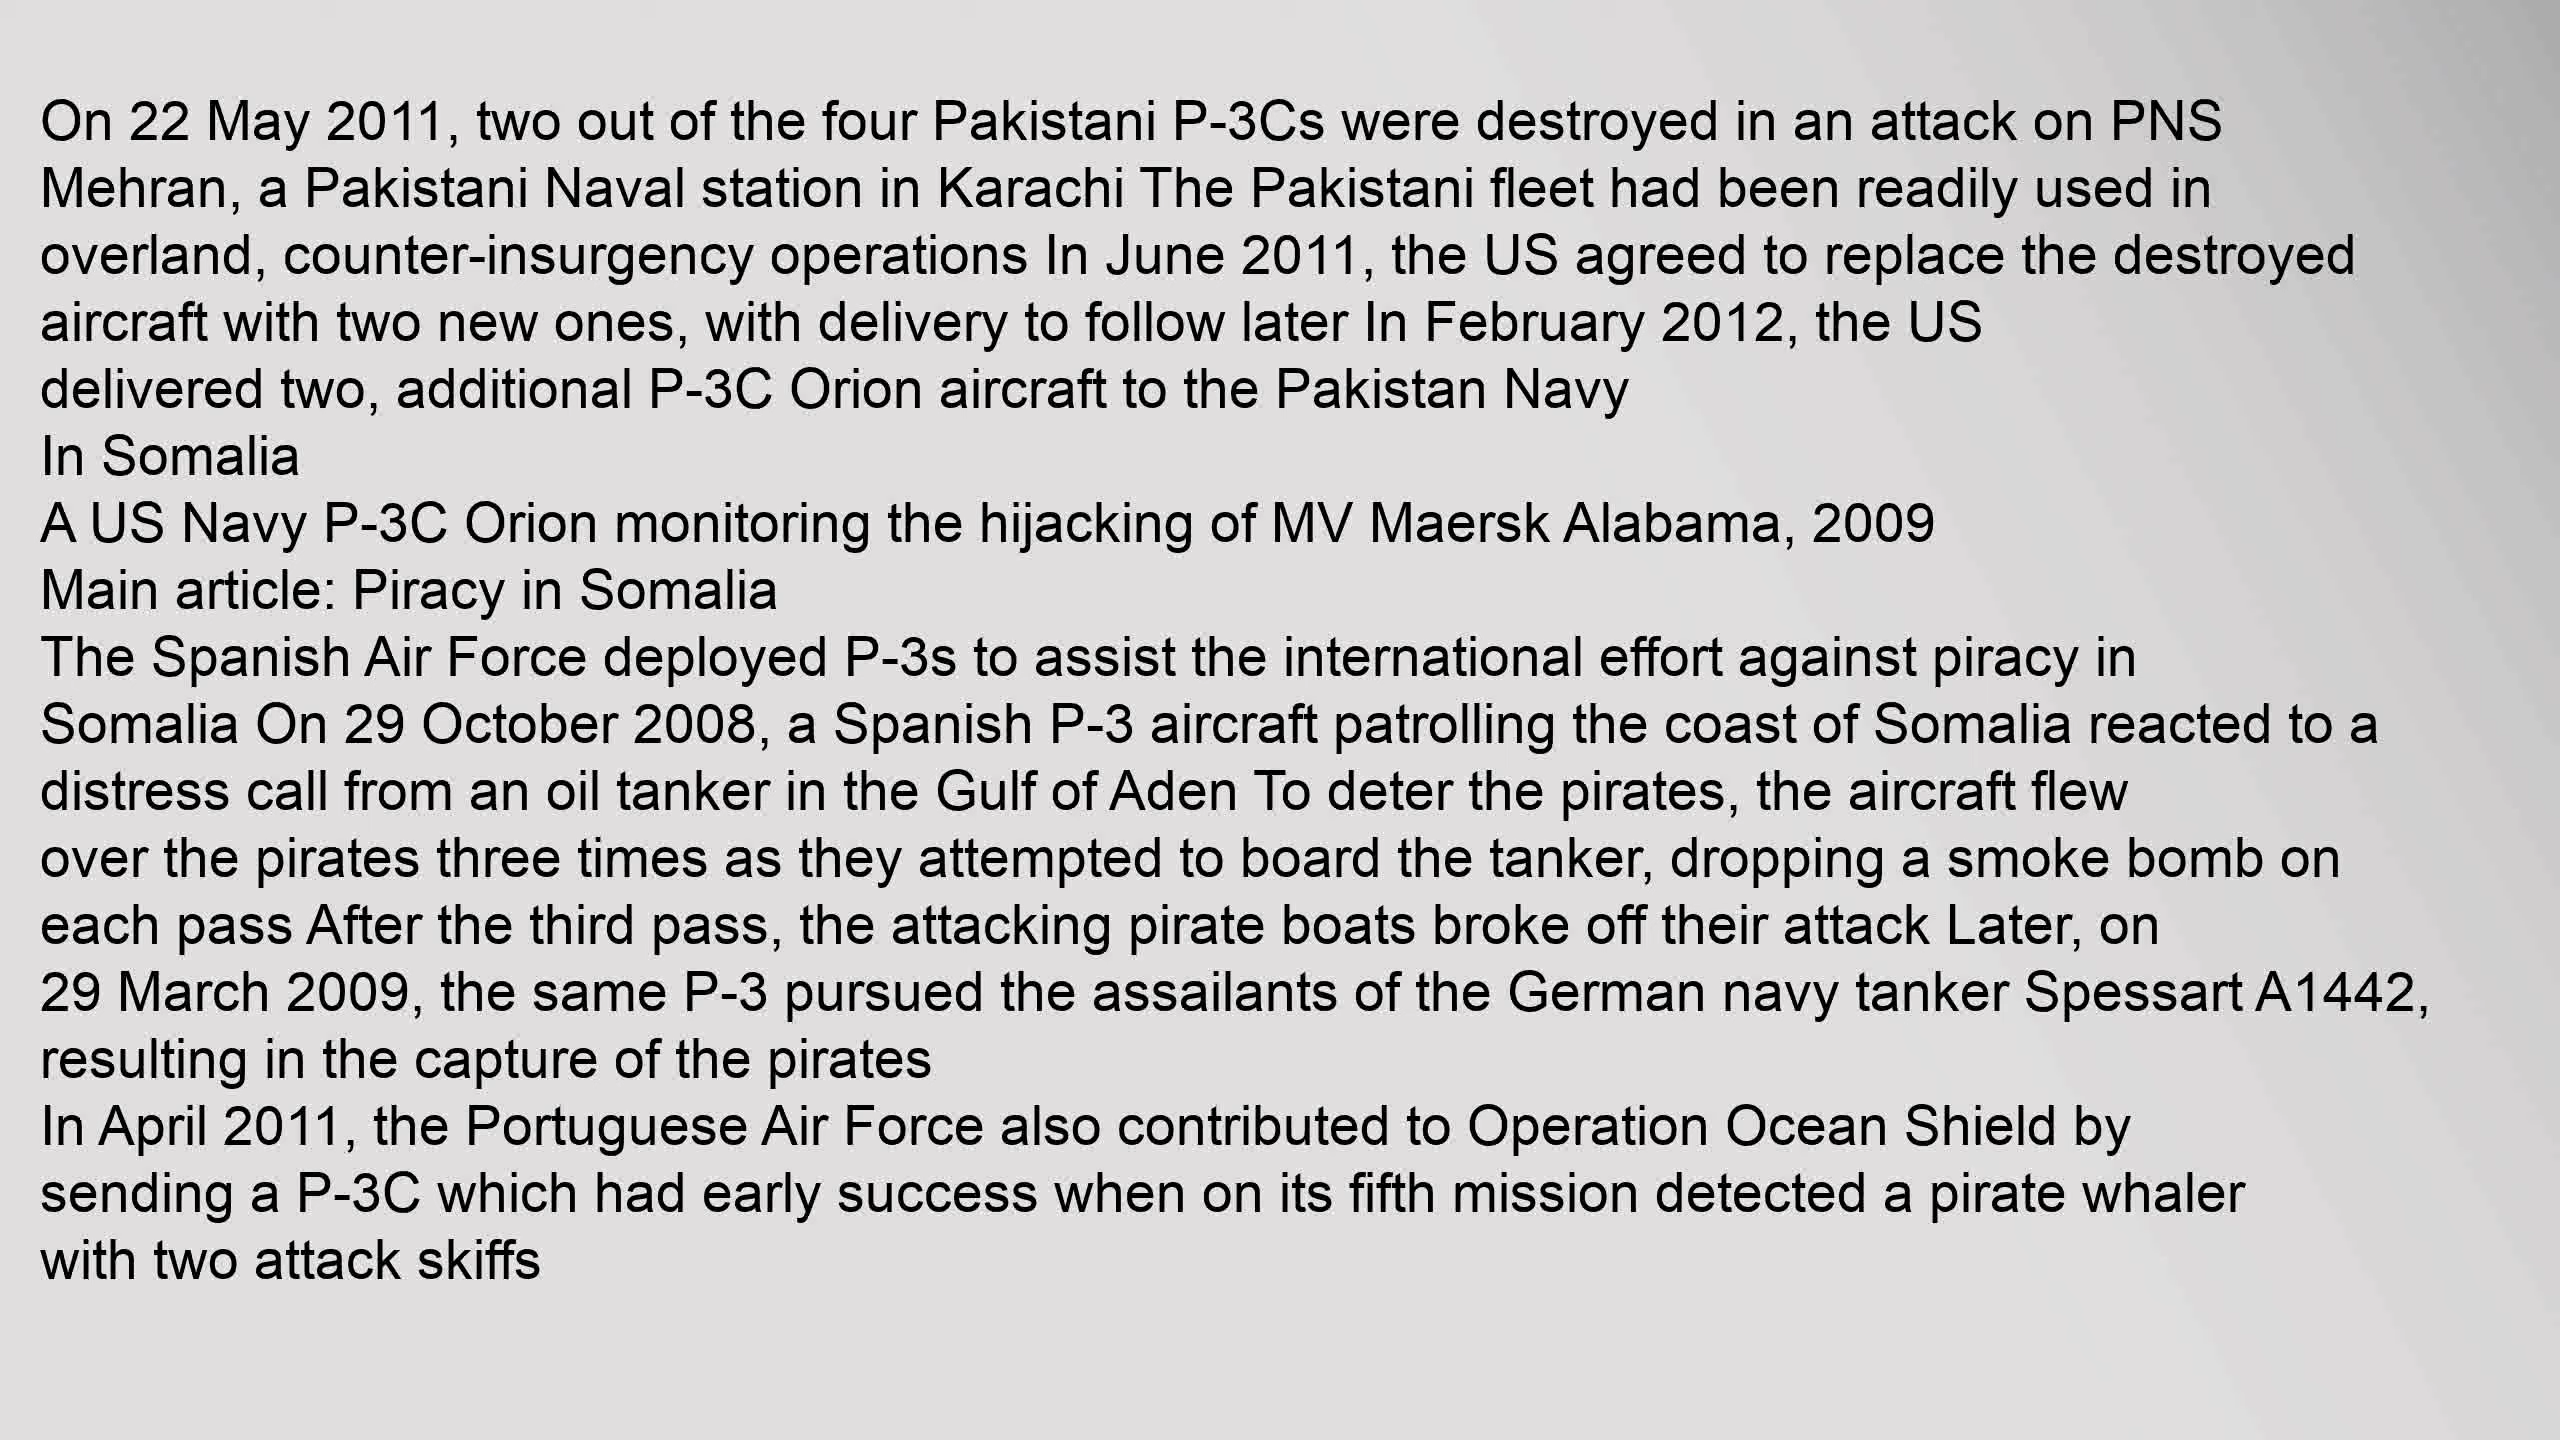 On 22 May 2011, two out of the four Pakistani P-3Cs were destroyed in an attack on PNS
Mehran, a Pakistani Naval station in Karachi The Pakistani fleet had been readily used in
overland, counter-insurgency operations In June 2011, the US agreed to replace the destroyed
aircraft with two new ones, with delivery to follow later In February 2012, the US
delivered two, additional P-3C Orion aircraft to the Pakistan Navy
In Somalia
A US Navy P-3C Orion monitoring the hijacking of MV Maersk Alabama, 2009
Main article: Piracy in Somalia
The Spanish Air Force deployed P-3s to assist the international effort against piracy in
Somalia On 29 October 2008, a Spanish P-3 aircraft patrolling the coast of Somalia reacted to a
distress call from an oil tanker in the Gulf of Aden To deter the pirates, the aircraft flew
over the pirates three times as they attempted to board the tanker, dropping a smoke bomb on
each pass After the third pass, the attacking pirate boats broke off their attack Later, on
29 March 2009, the same P-3 pursued the assailants of the German navy tanker Spessart A1442,
resulting in the capture of the pirates
In April 2011, the Portuguese Air Force also contributed to Operation Ocean Shield by
sending a P-3C which had early success when on its fifth mission detected a pirate whaler
with two attack skiffs